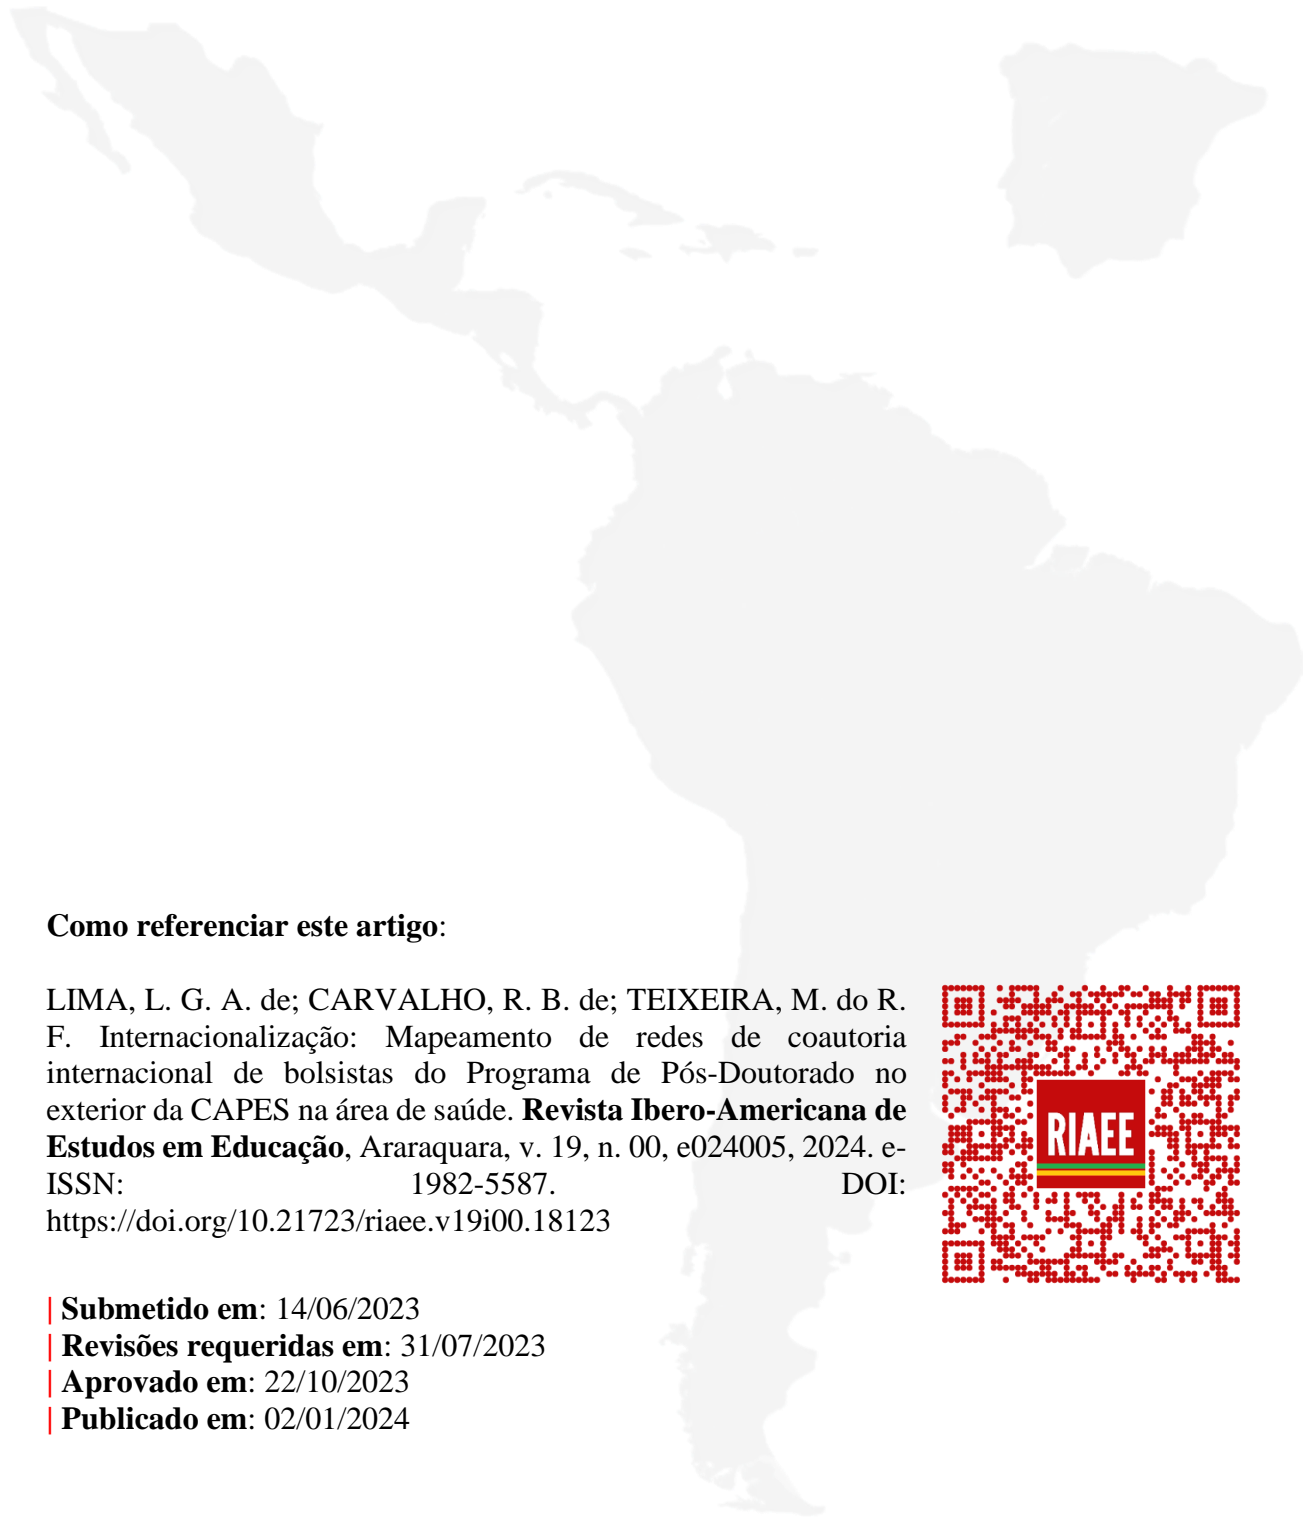 Como referenciar este artigo:
LIMA, L. G. A. de; CARVALHO, R. B. de; TEIXEIRA, M. do R.
F. Internacionalização: Mapeamento de redes de coautoria
internacional de bolsistas do Programa de Pós-Doutorado no
exterior da CAPES na área de saúde. Revista Ibero-Americana de
Estudos em Educação, Araraquara, v. 19, n. 00, e024005, 2024. e-
ISSN: 1982-5587. DOI:
https://doi.org/10.21723/riaee.v19i00.18123
RIAEE
| Submetido em: 14/06/2023
| Revisões requeridas em: 31/07/2023
| Aprovado em: 22/10/2023
| Publicado em: 02/01/2024